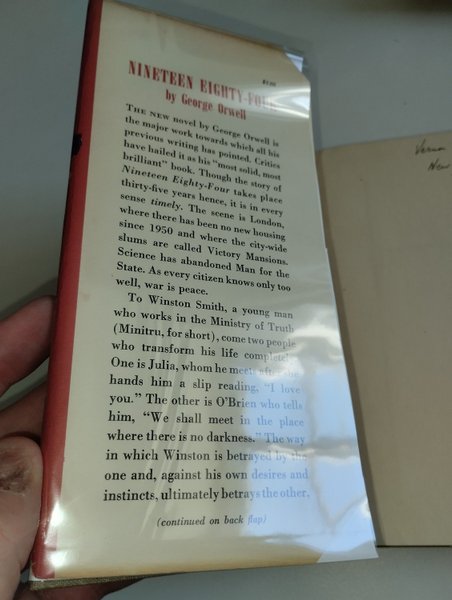 NINETEEN EIGHTY-FOUR
by George Orwell
THE NEW novel by George Orwell is
the major work towards which all his
previous writing has pointed. Critics
have hailed it as his "most solid, most
brilliant" book. Though the story of
Nineteen Eighty-Four takes place
thirty-five years hence, it is in every
sense timely. The scene is London,
where there has been no new housing
since 1950 and where the city-wide
slums are called Victory Mansions.
Science has abandoned Man for the
State. As every citizen knows only too
well, war is peace.
To Winston Smith, a young man
who works in the Ministry of Truth
(Minitru, for short), come two people
who transform his life completely.
One is Julia, whom he meets after she
hands him a slip reading, "I love
you." The other is O'Brien who tells
him, "We shall meet in the place
where there is no darkness." The way
in which Winston is betrayed by the
one and, against his own desires and
instincts, ultimately betrays the other,
(continued on back flap)
New